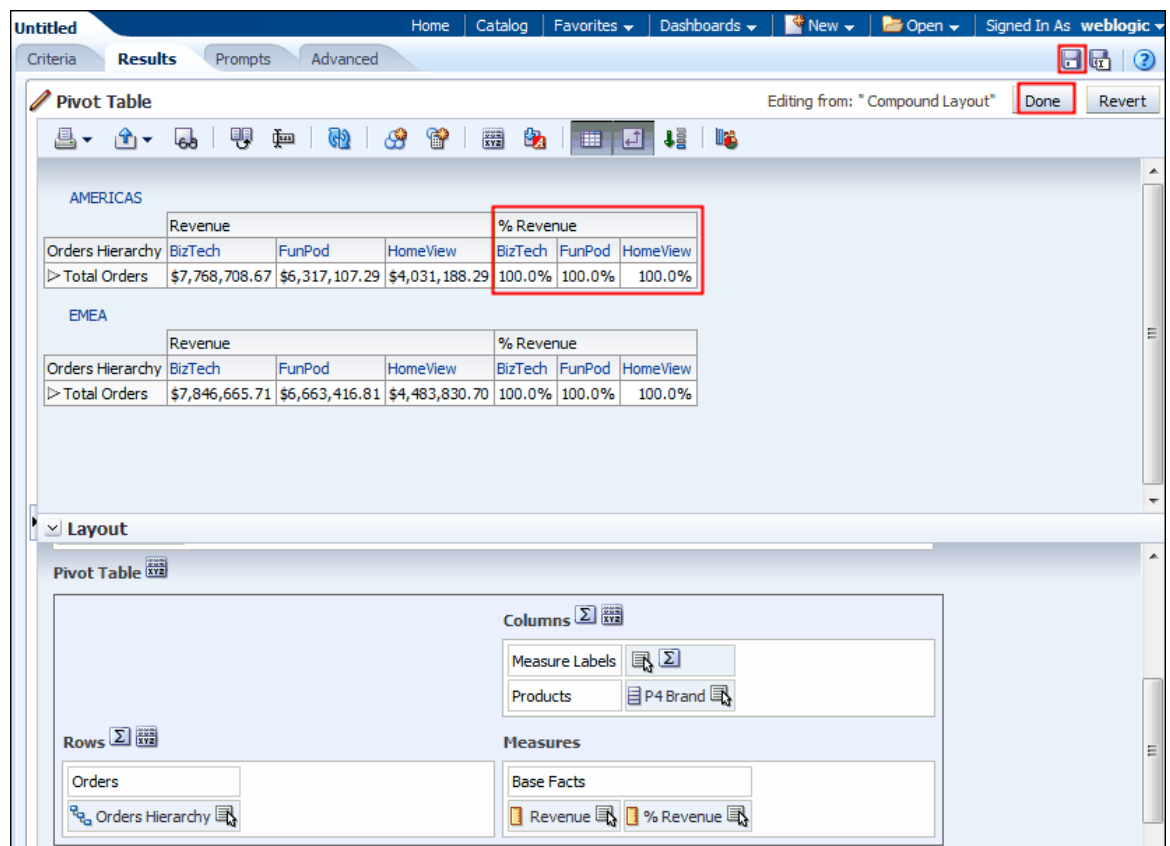 Untitled
Home Catalog Favorites Dashboards New Open Signed In As weblogic
Criteria Results Prompts Advanced
Pivot Table
Editing from: "Compound Layout" Done Revert
AMERICAS
Revenue % Revenue
Orders Hierarchy BizTech FunPod HomeView BizTech FunPod HomeView
Total Orders $7,768,708.67 $6,317,107.29 $4,031,188.29 100.0% 100.0% 100.0%
EMEA
Revenue % Revenue
Orders Hierarchy BizTech FunPod HomeView BizTech FunPod HomeView
Total Orders $7,846,665.71 $6,663,416.81 $4,483,830.70 100.0% 100.0% 100.0%
Layout
Pivot Table
Columns
Measure Labels
Products P4 Brand
Rows
Orders
Orders Hierarchy
Measures
Base Facts
Revenue % Revenue